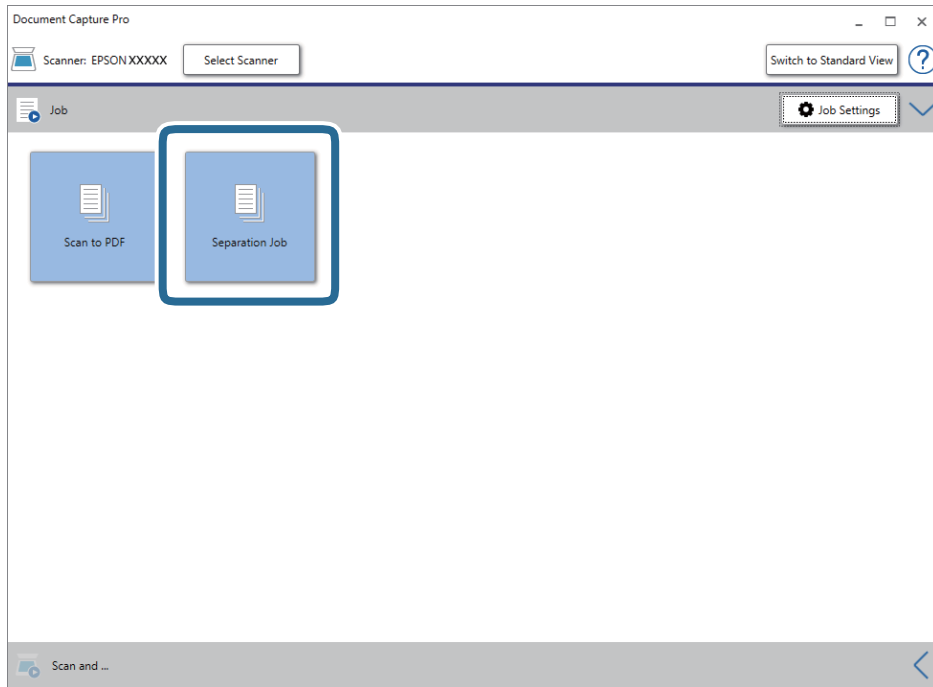 Document Capture Pro
Scanner: EPSON XXXXX
Select Scanner
Switch to Standard View
?
Job
Job Settings
Scan to PDF
Separation Job
Scan and ...